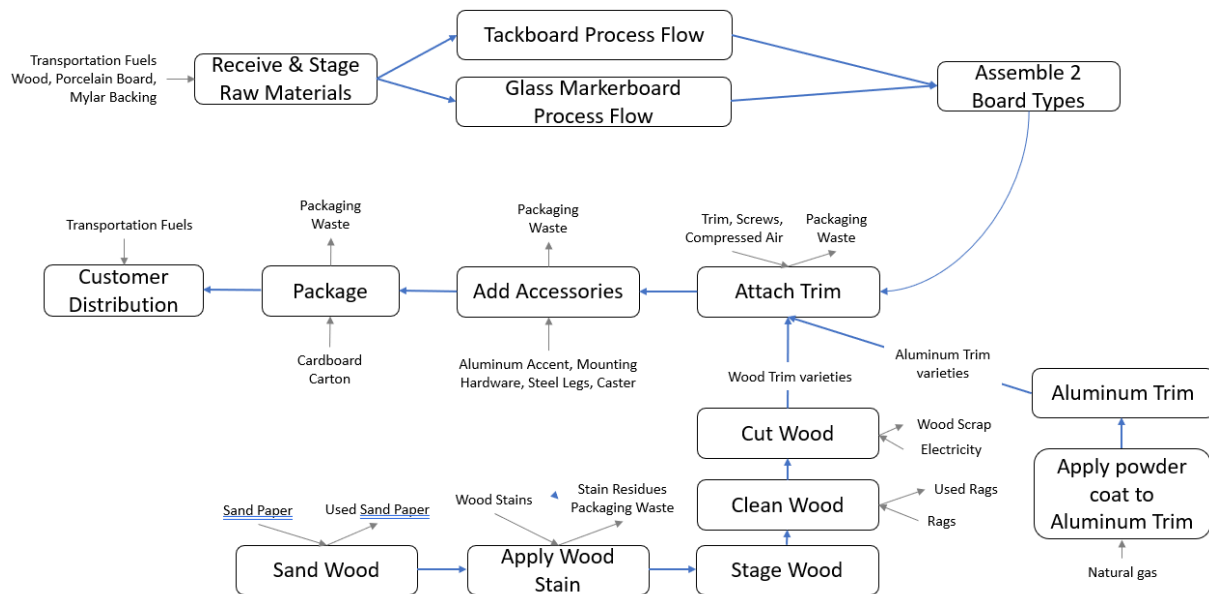 Transportation Fuels
Wood, Porcelain Board,
Mylar Backing
Receive & Stage
Raw Materials
Tackboard Process Flow
Glass Markerboard
Process Flow
Assemble 2
Board Types
Transportation Fuels
Customer
Distribution
Packaging
Waste
Package
Cardboard
Carton
Packaging
Waste
Add Accessories
Aluminum Accent, Mounting
Hardware, Steel Legs, Caster
Trim, Screws,
Compressed Air
Packaging
Waste
Attach Trim
Wood Trim varieties
Aluminum Trim
varieties
Aluminum Trim
Apply powder
coat to
Aluminum Trim
Natural gas
Cut Wood
Wood Scrap
Electricity
Clean Wood
Used Rags
Rags
Sand Paper
Used Sand Paper
Sand Wood
Wood Stains
Stain Residues
Packaging Waste
Apply Wood
Stain
Stage Wood